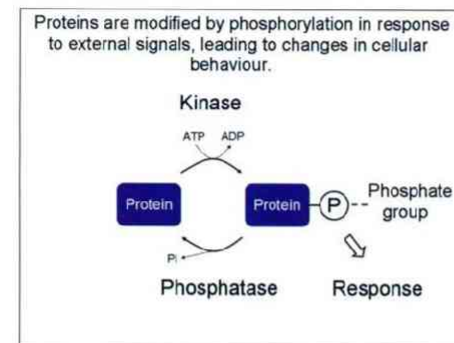 Proteins are modified by phosphorylation in response
to external signals, leading to changes in cellular
behaviour.
Kinase
ATP ADP
Protein
Protein
P
Phosphate
group
Pi
Phosphatase
Response